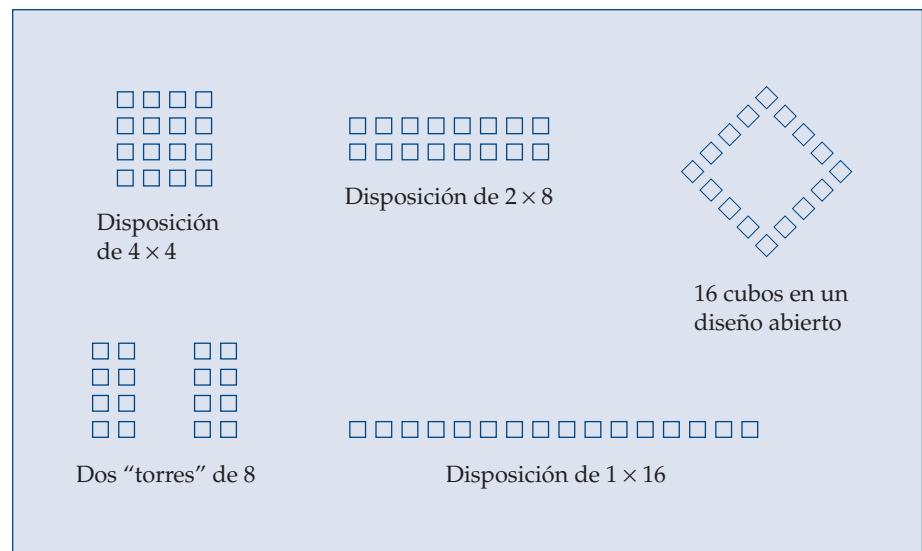 Disposición
de 4 × 4
Disposición de 2 × 8
16 cubos en un
diseño abierto
Dos “torres” de 8
Disposición de 1 × 16